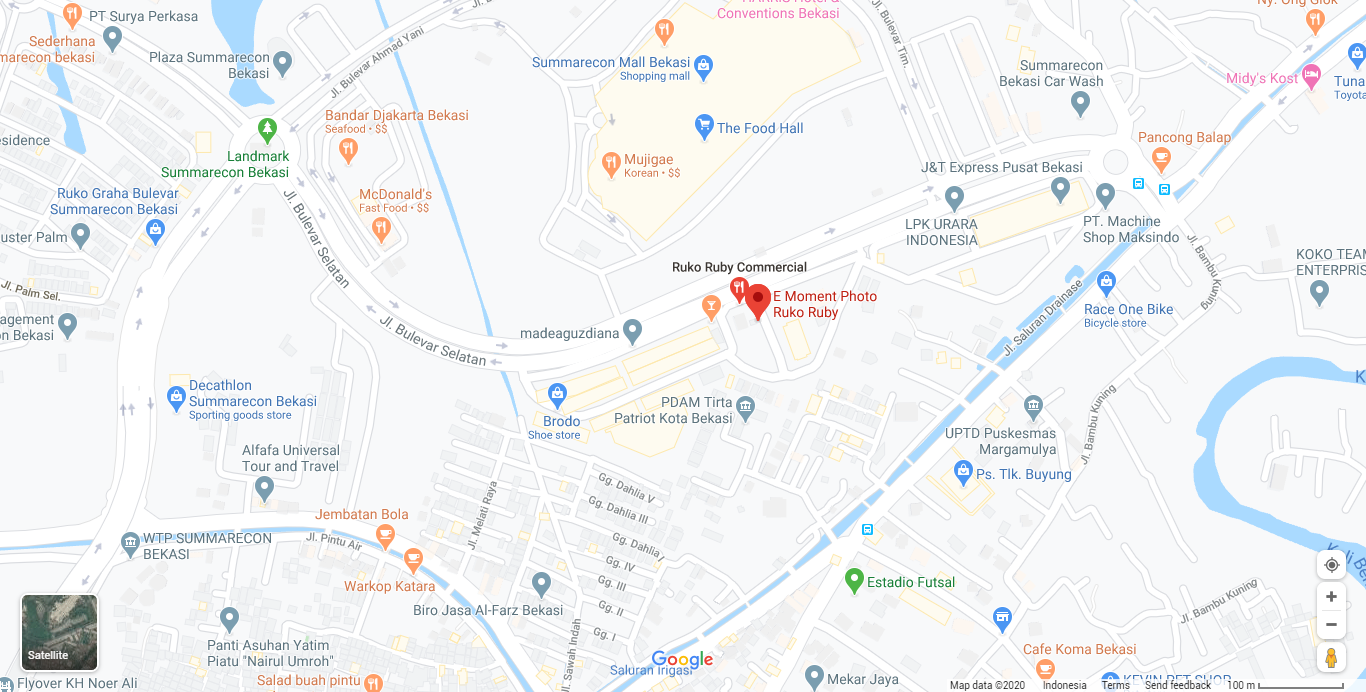 PT Surya Perkasa
Sederhana
marecon bekasi
Plaza Summarecon
Bekasi
Jl. Bulevar Ahmad Yani
Conventions Bekasi
Summarecon Mall Bekasi
Shopping mall
The Food Hall
Mujigae
Korean • $$
Jl. Bulevar Tim.
Summarecon
Bekasi Car Wash
Ny. Ong Giok
Midy's Kost
Tuna
Toyota
Pancong Balap
Bandar Djakarta Bekasi
Seafood • $$
McDonald's
Fast Food • $$
Landmark
Summarecon Bekasi
esidence
Ruko Graha Bulevar
Summarecon Bekasi
uster Palm
Jl. Palm Sel.
agement
on Bekasi
Jl. Bulevar Selatan
Jl. Bulevar Selatan
J&T Express Pusat Bekasi
LPK URARA
INDONESIA
PT. Machine
Shop Maksindo
KOKO TEAM
ENTERPRIS
Ruko Ruby Commercial
E Moment Photo
Ruko Ruby
madeaguzdiana
Jl. Bambu Kuning
Jl. Saluran Drainase
Race One Bike
Bicycle store
Decathlon
Summarecon Bekasi
Sporting goods store
Brodo
Shoe store
PDAM Tirta
Patriot Kota Bekasi
UPTD Puskesmas
Margamulya
Jl. Bambu Kuning
Ps. Tlk. Buyung
K
Alfafa Universal
Tour and Travel
Jembatan Bola
WTP SUMMARECON
BEKASI
Jl. Pintu Air
Warkop Katara
Jl. Melati Raya
Gg. Dahlia V
Gg. Dahlia III
Gg. Dahlia I
Gg. IV
Gg. III
Gg. II
Gg. I
Biro Jasa Al-Farz Bekasi
Jl. Sawah Indah
Estadio Futsal
Kali Be
Jl. Bambu Kuning
Panti Asuhan Yatim
Piatu "Nairul Umroh"
Salad buah pintu
Flyover KH Noer Ali
Satellite
Google
Saluran Irigasi
Mekar Jaya
Cafe Koma Bekasi
KEVIN PET SHOP
Map data ©2020
Indonesia
Terms
Send feedback
100 m